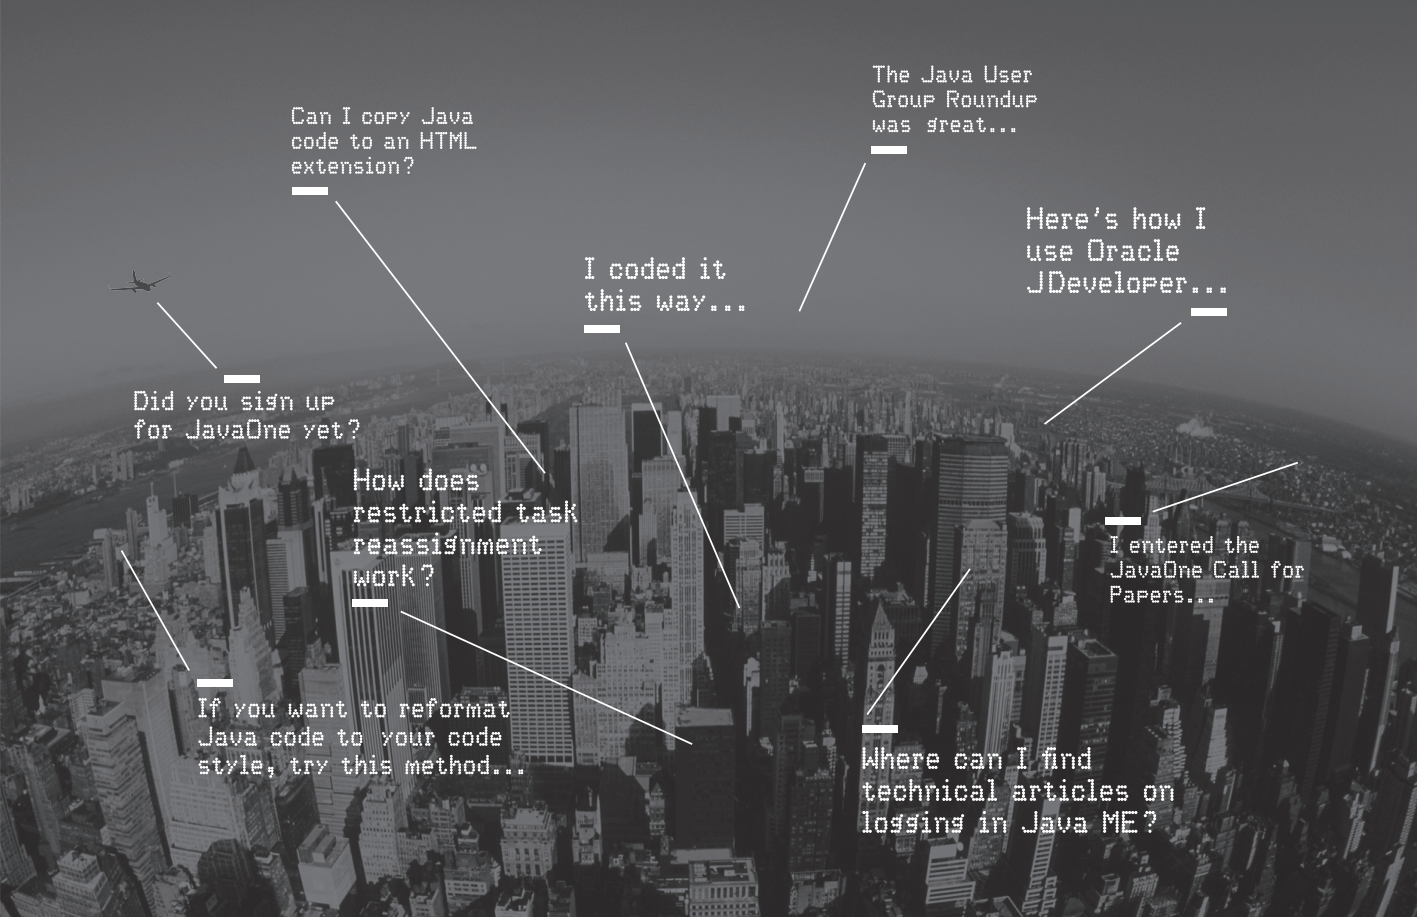 The Java User
Group Roundup
was great...
Can I copy Java
code to an HTML
extension?
Here's how I
use Oracle
JDeveloper...
I coded it
this way...
Did you sign up
for JavaOne yet?
How does
restricted task
reassignment
work?
I entered the
JavaOne Call for
Papers...
If you want to reformat
Java code to your code
style, try this method...
Where can I find
technical articles on
logging in Java ME?